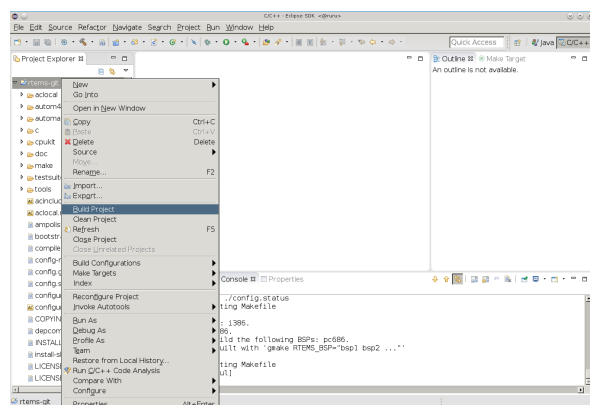 C/C++ - Eclipse SDK <@ruru>
File Edit Source Refactor Navigate Search Project Run Window Help
Quick Access
Java
C/C++
Project Explorer
Outline
Make Target
An outline is not available.
rtems-git
aclocal
autom4
automa
c
cpukit
doc
make
testsuit
tools
acinclu
aclocal.
ampolis
bootstr
compile
config-
config.g
config.s
configu
configu
COPYIN
depcom
INSTALL
install-s
LICENSE
LICENSE
New
Go Into
Open in New Window
Copy Ctrl+C
Paste Ctrl+V
Delete Delete
Source
Move...
Rename... F2
Import...
Export...
Build Project
Clean Project
Refresh F5
Close Project
Close Unrelated Projects
Build Configurations
Make Targets
Index
Reconfigure Project
Invoke Autotools
Run As
Debug As
Profile As
Team
Restore from Local History...
Run C/C++ Code Analysis
Compare With
Configure
Properties Alt+Enter
Console
Properties
./config.status
ting Makefile
: i386.
86.
ild the following BSPs: pc686.
uilt with 'gmake RTEMS_BSP="bsp1 bsp2 ..."'
ting Makefile
ul]
rtems-git